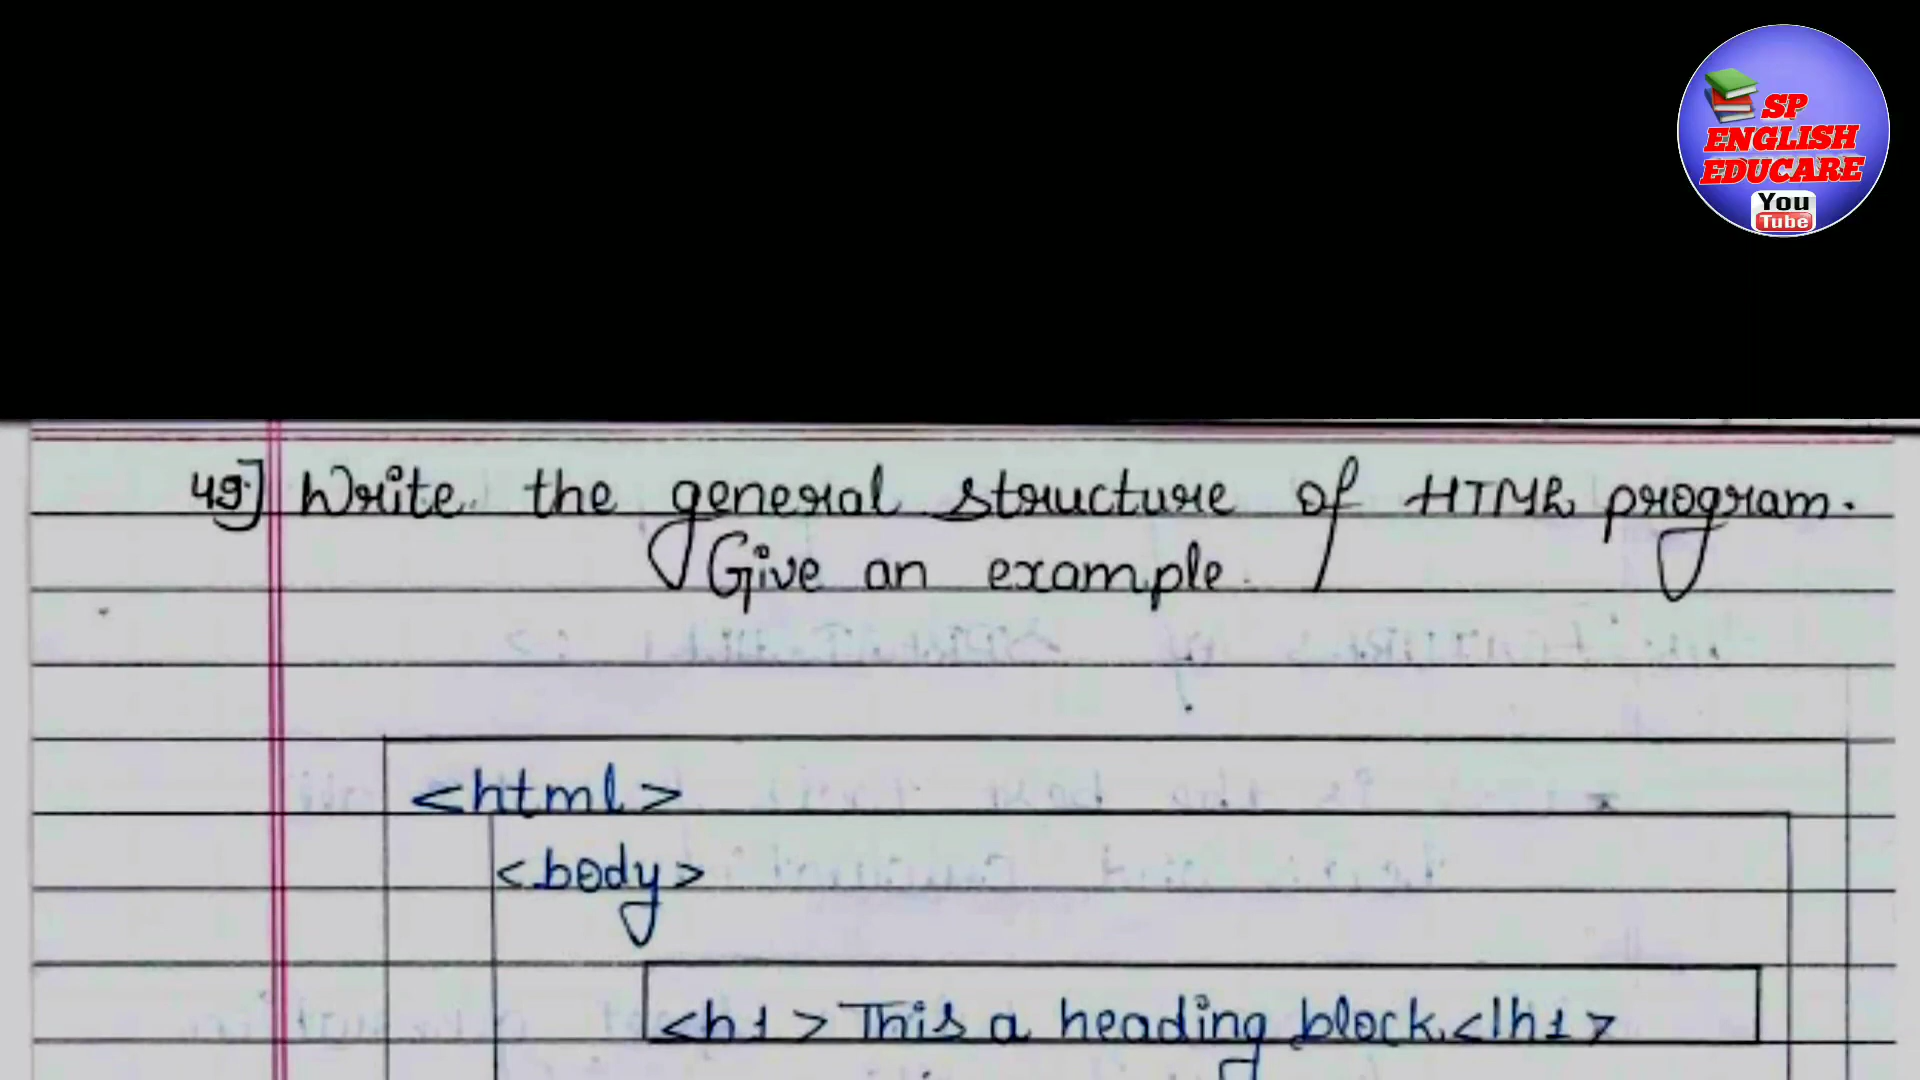 SP
ENGLISH
EDUCARE
You
Tube
49.] Write the general structure of HTML program.
Give an example.
<html>
<body>
<h1> This a heading block.</h1>